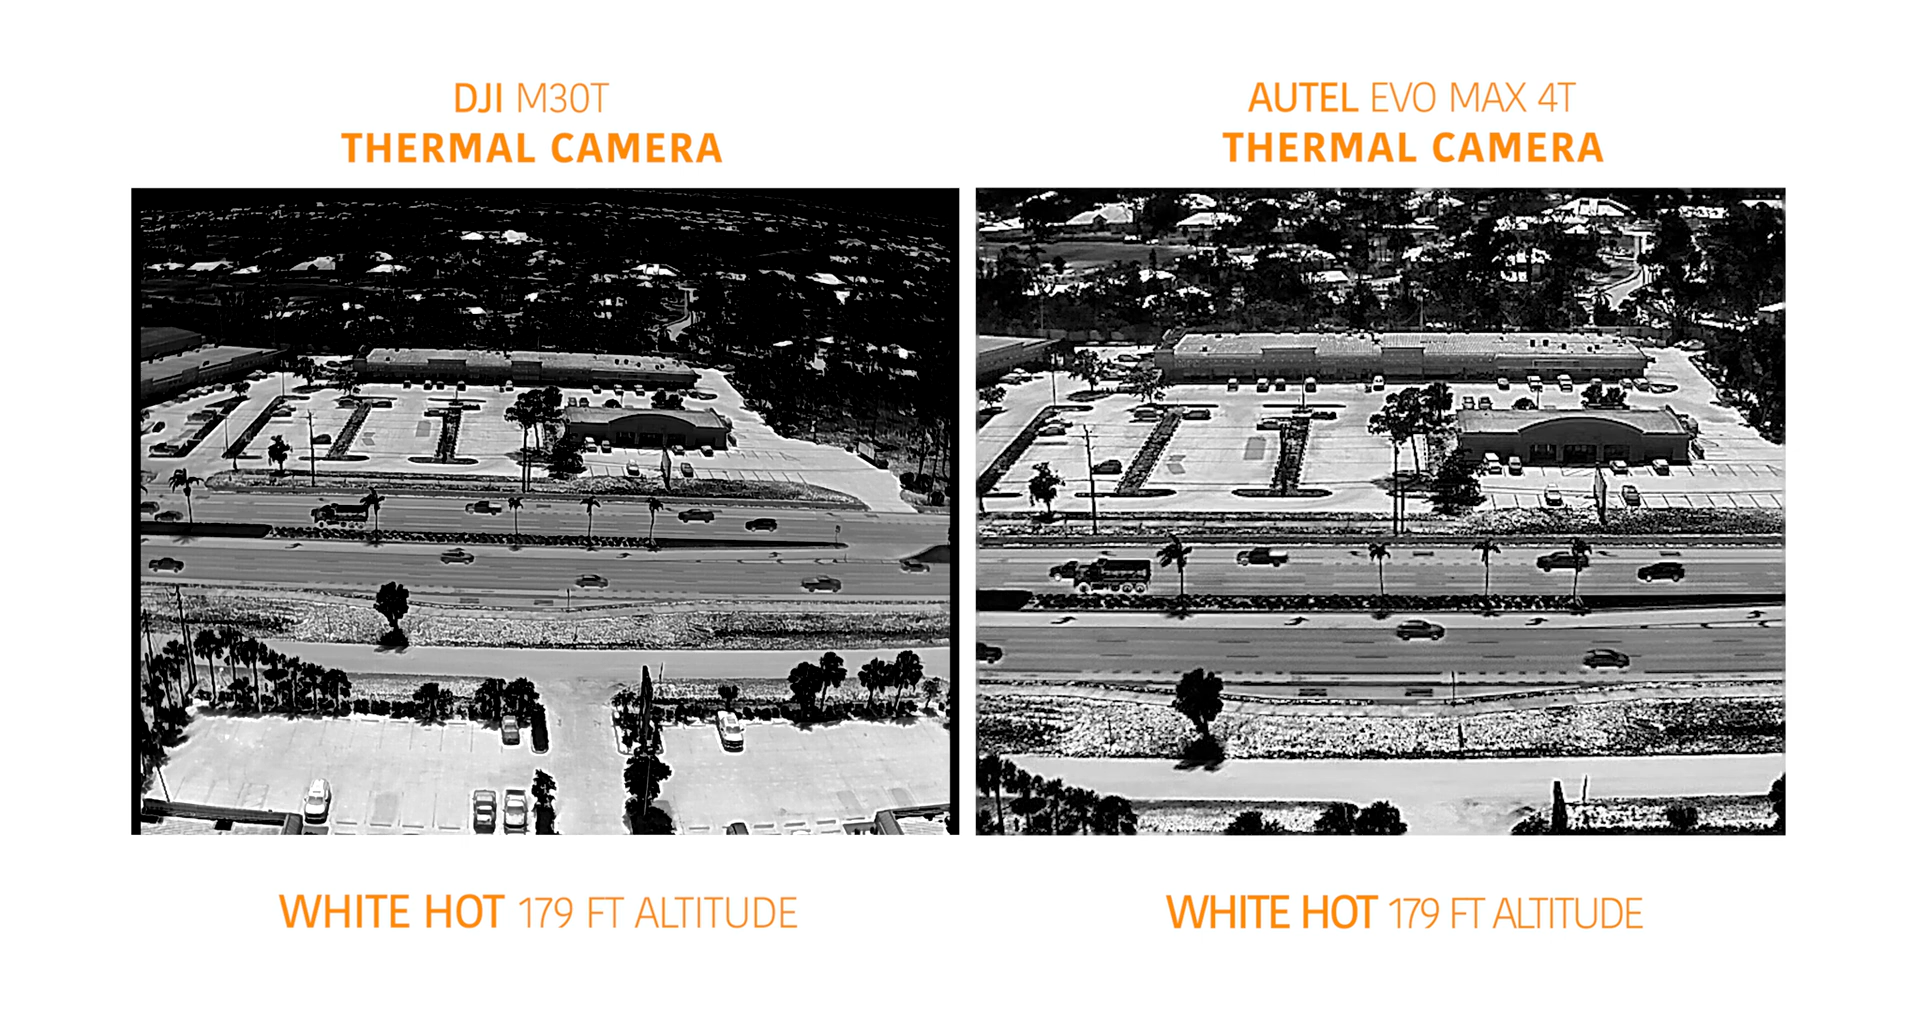 DJI M30T
THERMAL CAMERA
AUTEL EVO MAX 4T
THERMAL CAMERA
WHITE HOT 179 FT ALTITUDE
WHITE HOT 179 FT ALTITUDE